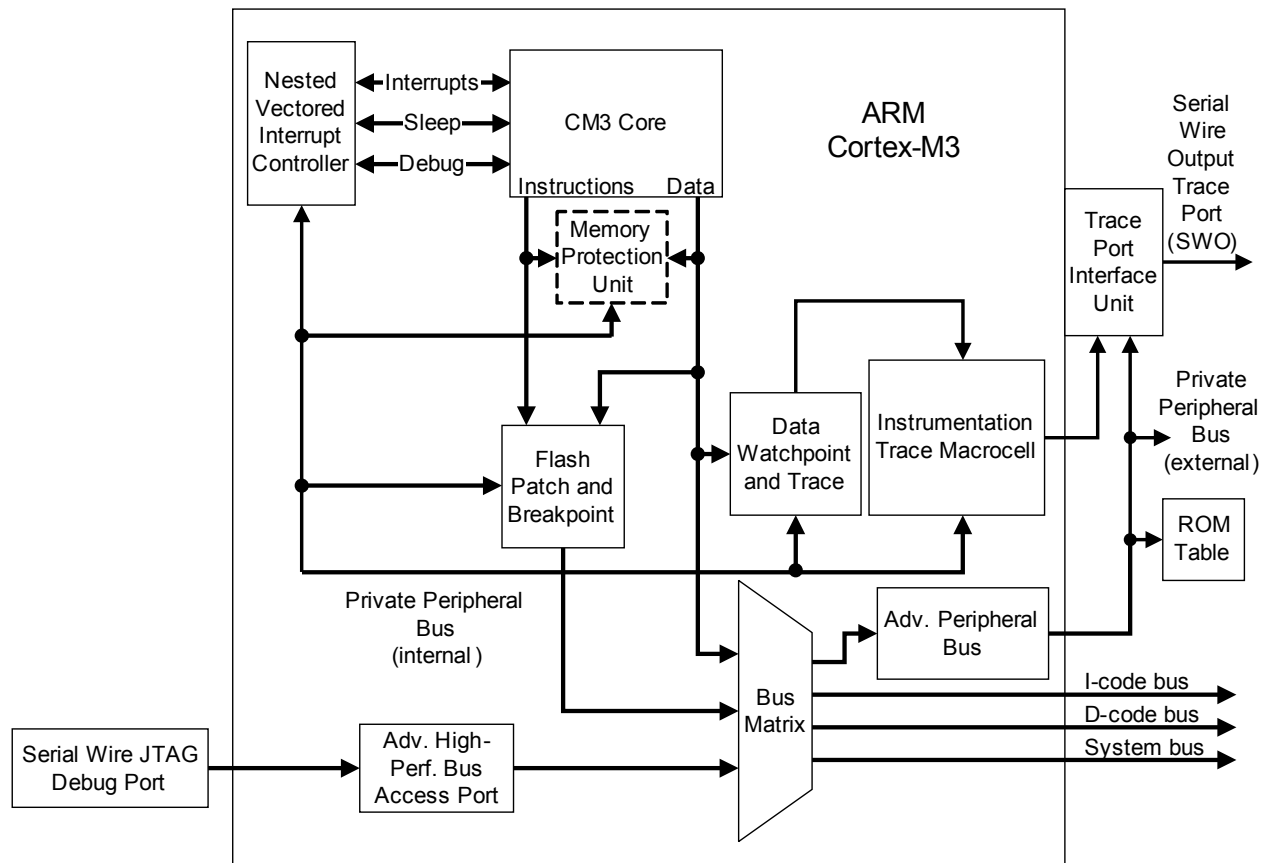 Nested
Vectored
Interrupt
Controller
Interrupts
Sleep
Debug
CM3 Core
Instructions
Data
ARM
Cortex-M3
Serial
Wire
Output
Trace
Port
(SWO)
Memory
Protection
Unit
Trace
Port
Interface
Unit
Flash
Patch and
Breakpoint
Data
Watchpoint
and Trace
Instrumentation
Trace Macrocell
Private
Peripheral
Bus
(external)
ROM
Table
Private Peripheral
Bus
(internal)
Adv. Peripheral
Bus
Bus
Matrix
I-code bus
D-code bus
System bus
Serial Wire JTAG
Debug Port
Adv. High-
Perf. Bus
Access Port